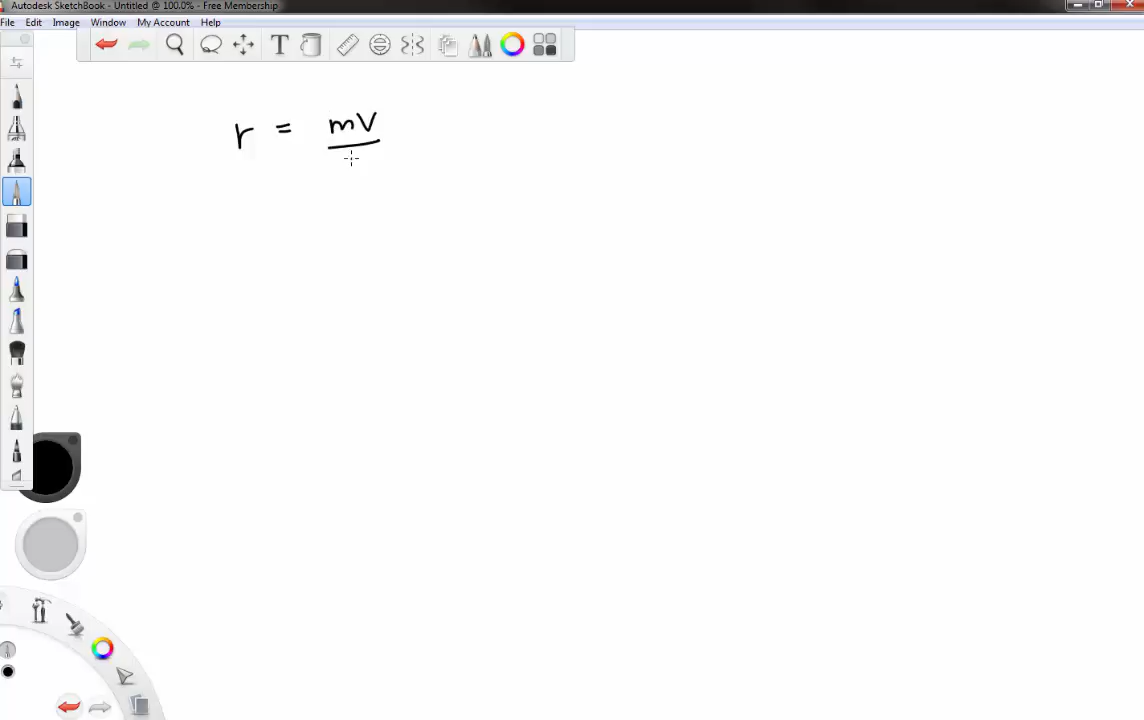 Autodesk SketchBook - Untitled @ 100.0% - Free Membership
File Edit Image Window My Account Help
T
r = mV